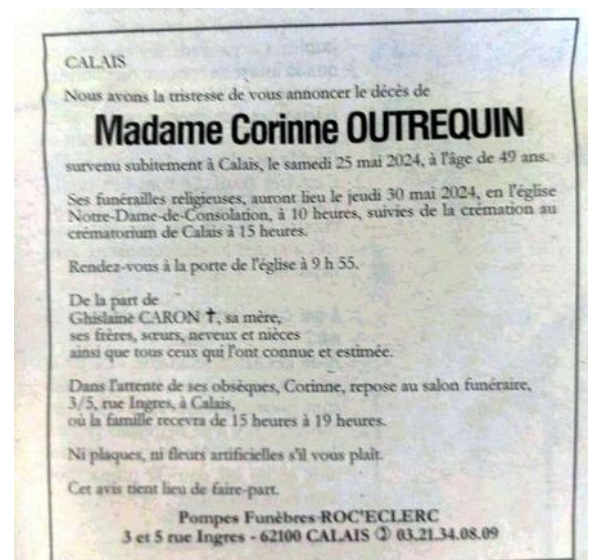 CALAIS
Nous avons la tristesse de vous annoncer le décès de
Madame Corinne OUTREQUIN
survenu subitement à Calais, le samedi 25 mai 2024, à l'âge de 49 ans.
Ses funérailles religieuses, auront lieu le jeudi 30 mai 2024, en l'église
Notre-Dame-de-Consolation, à 10 heures, suivies de la crémation au
crématorium de Calais à 15 heures.
Rendez-vous à la porte de l'église à 9 h 55.
De la part de
Ghislaine CARON ✝, sa mère,
ses frères, sœurs, neveux et nièces
ainsi que tous ceux qui l'ont connue et estimée.
Dans l'attente de ses obsèques, Corinne, repose au salon funéraire,
3/5, rue Ingres, à Calais,
où la famille recevra de 15 heures à 19 heures.
Ni plaques, ni fleurs artificielles s'il vous plaît.
Cet avis tient lieu de faire-part.
Pompes Funèbres ROC'ECLERC
3 et 5 rue Ingres - 62100 CALAIS ✆ 03.21.34.08.09